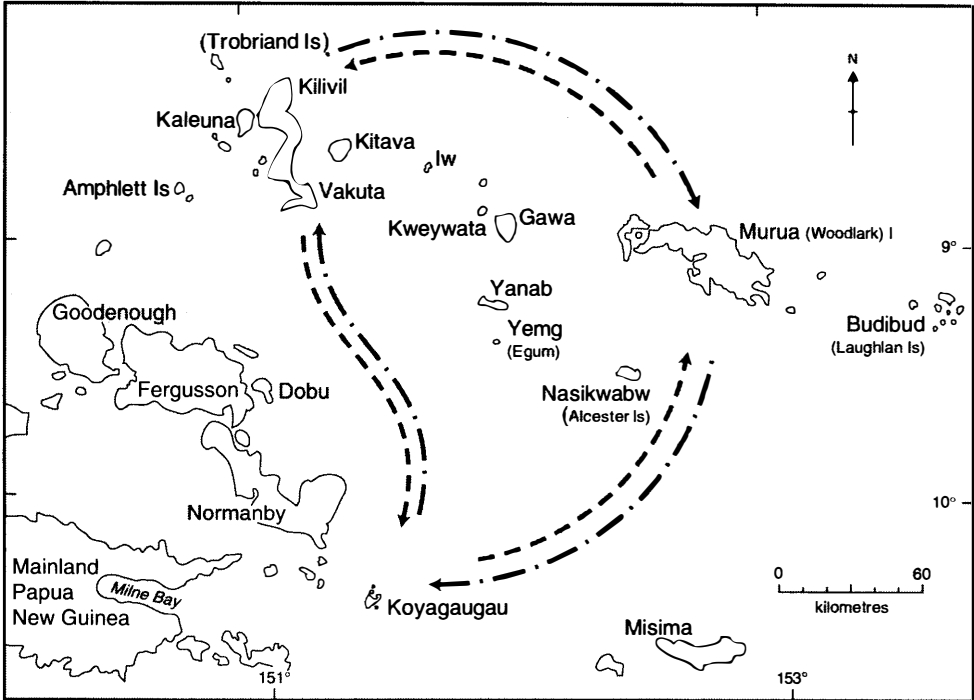 (Trobriand Is)
N
Kilivil
Kaleuna
Kitava
Iw
Amphlett Is
Vakuta
Kweywata
Gawa
Murua (Woodlark) I
9°
Yanab
Goodenough
Yemg
(Egum)
Budibud
(Laughlan Is)
Fergusson
Dobu
Nasikwabw
(Alcester Is)
Normanby
10°
Mainland
Papua
New Guinea
Milne Bay
Koyagaugau
0 60
kilometres
Misima
151°
153°